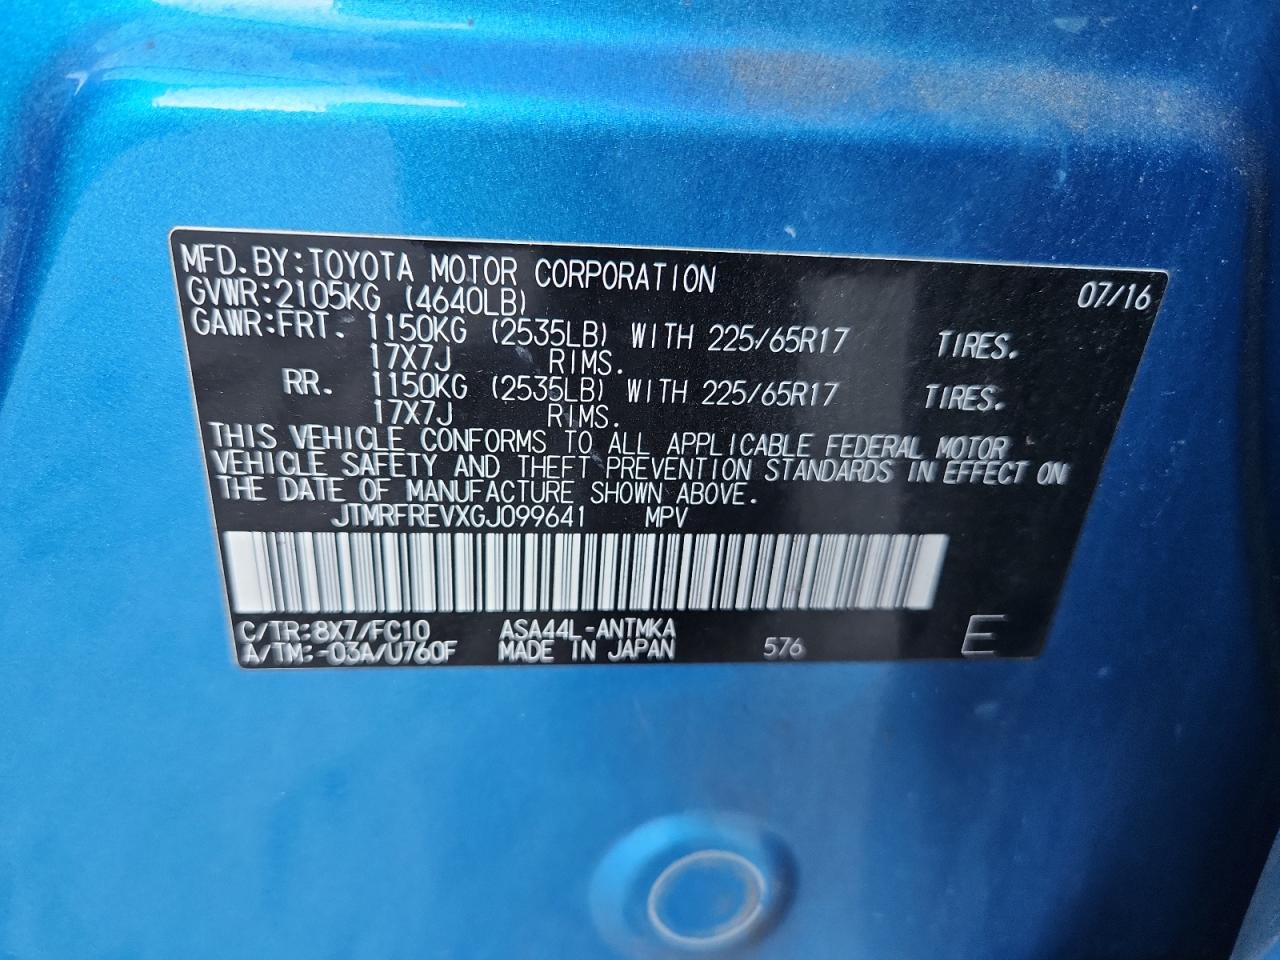 MFD.BY:TOYOTA MOTOR CORPORATION 07/16
GVWR:2105KG (4640LB)
GAWR:FRT. 1150KG (2535LB) WITH 225/65R17 TIRES.
17X7J RIMS.
RR. 1150KG (2535LB) WITH 225/65R17 TIRES.
17X7J RIMS.
THIS VEHICLE CONFORMS TO ALL APPLICABLE FEDERAL MOTOR
VEHICLE SAFETY AND THEFT PREVENTION STANDARDS IN EFFECT ON
THE DATE OF MANUFACTURE SHOWN ABOVE.
JTMRFREVXGJ099641 MPV
C/TR:8X7/FC10 ASA44L-ANTMKA
A/TM:-03A/U760F MADE IN JAPAN 576 E